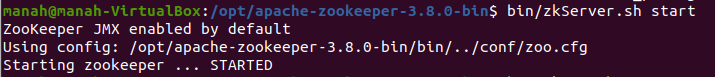 manah@manah-VirtualBox:/opt/apache-zookeeper-3.8.0-bin$ bin/zkServer.sh start
ZooKeeper JMX enabled by default
Using config: /opt/apache-zookeeper-3.8.0-bin/bin/../conf/zoo.cfg
Starting zookeeper ... STARTED